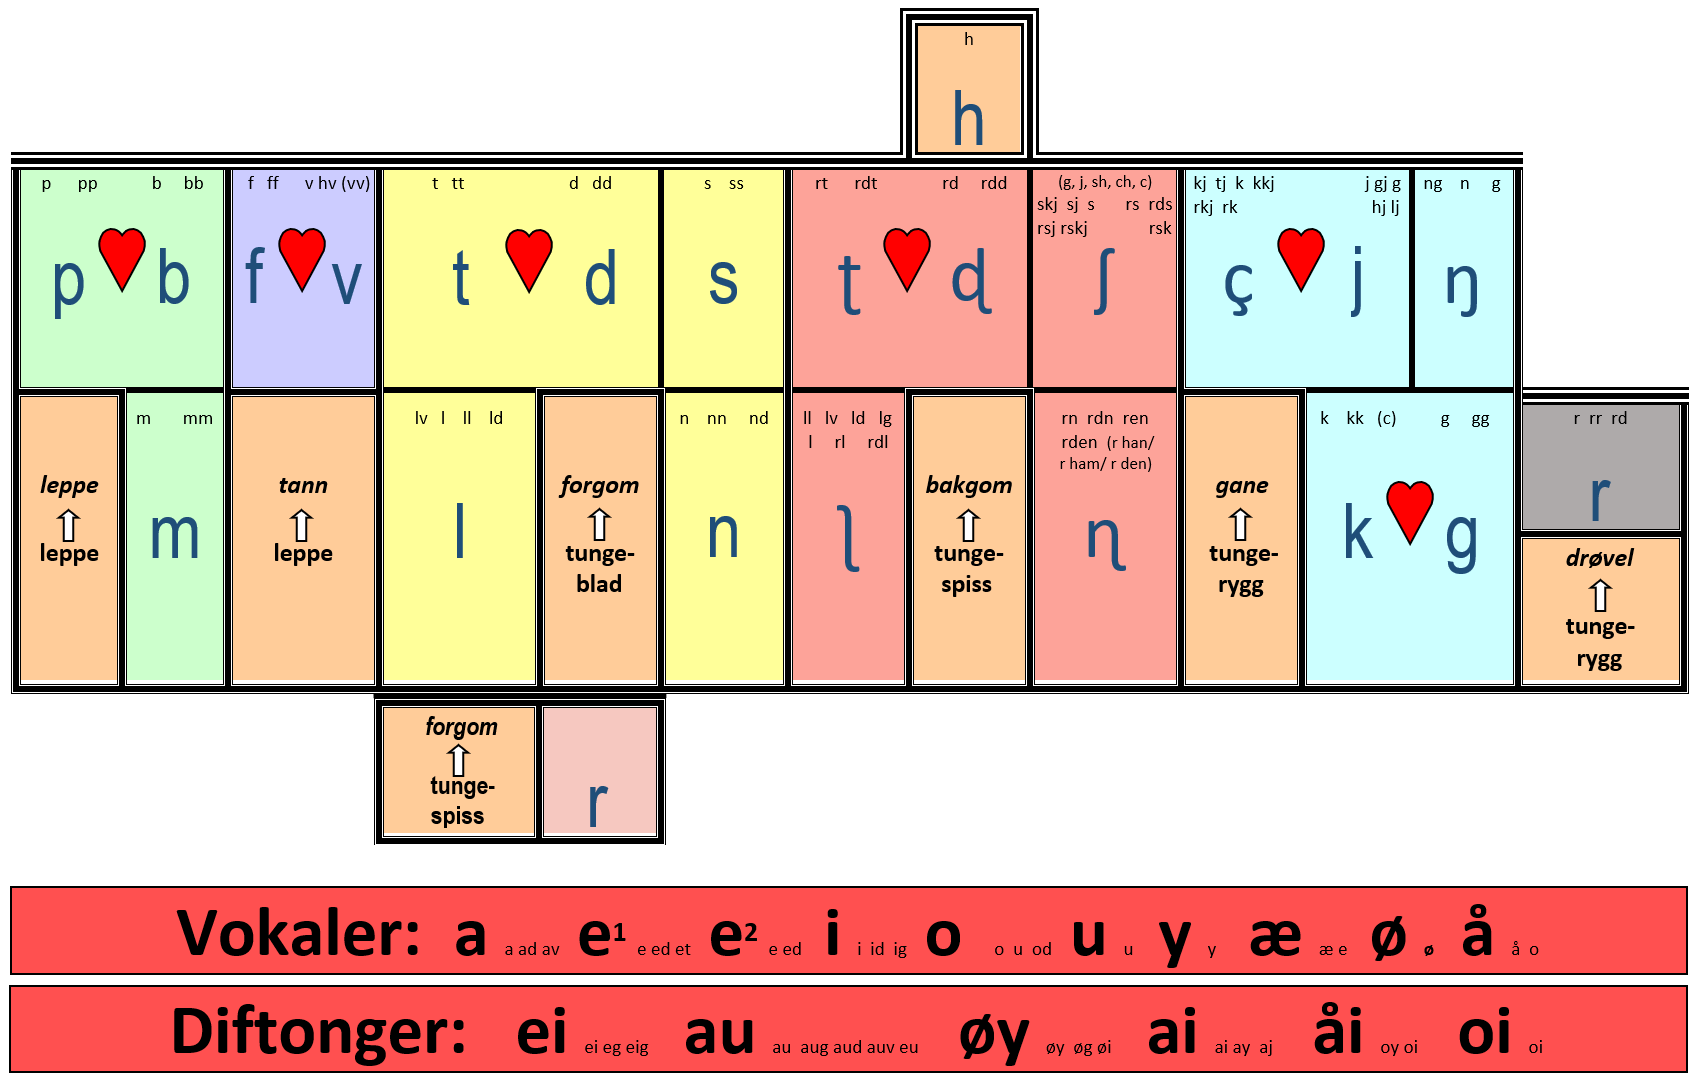 h
h
p pp b bb
p b
f ff v hv (vv)
f v
t tt d dd
t d
s ss
s
rt rdt rd rdd
ʈ ɖ
(g, j, sh, ch, c)
skj sj s rs rds
rsj rskj rsk
ʃ
kj tj k kkj j gj g
rkj rk hj lj
ç j
ng n g
ŋ
leppe
leppe
m mm
m
tann
leppe
lv l ll ld
l
forgom
tunge-
blad
n nn nd
n
ll lv ld lg
l rl rdl
ɭ
bakgom
tunge-
spiss
rn rdn ren
rden (r han/
r ham/ r den)
ɳ
gane
tunge-
rygg
k kk (c) g gg
k g
r rr rd
r
drøvel
tunge-
rygg
forgom
tunge-
spiss
r
Vokaler: a a ad av e¹ e ed et e² e ed i i id ig o o u od u u y y æ æ e ø ø å å o
Diftonger: ei ei eg eig au au aug aud auv eu øy øy øg øi ai ai ay aj åi oy oi oi oi